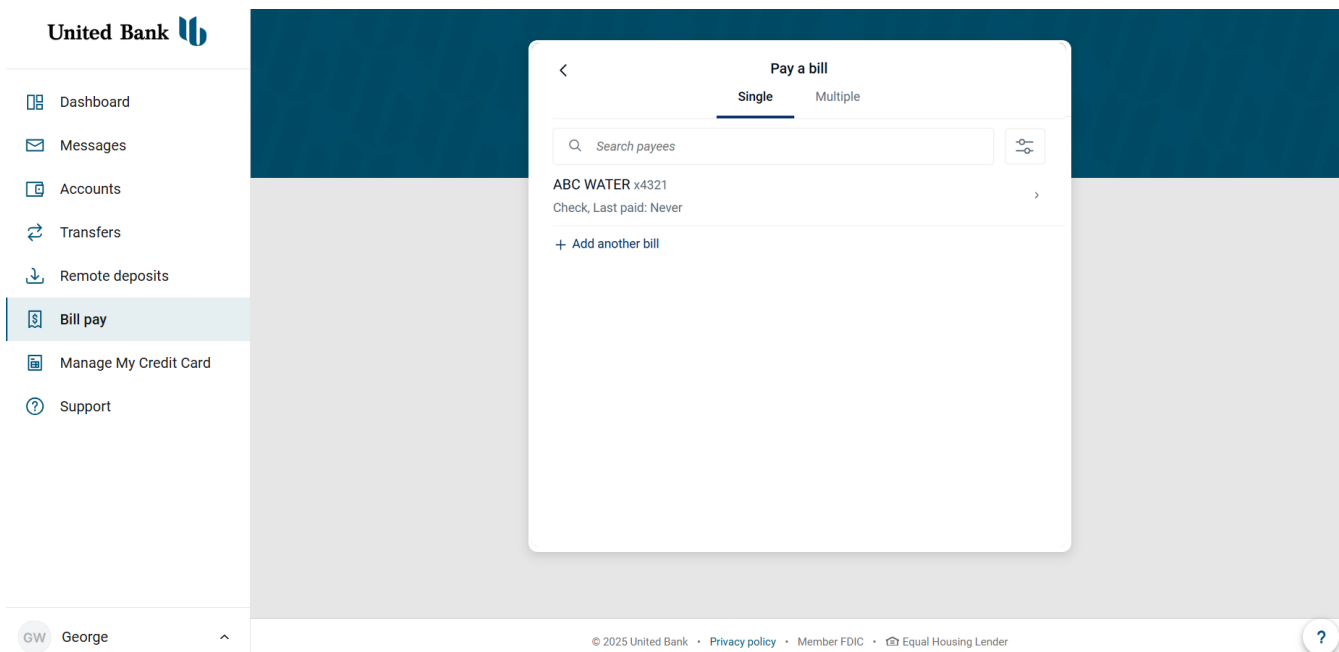 United Bank
Dashboard
Messages
Accounts
Transfers
Remote deposits
Bill pay
Manage My Credit Card
Support
GW George
Pay a bill
Single Multiple
Search payees
ABC WATER x4321
Check, Last paid: Never
+ Add another bill
© 2025 United Bank • Privacy policy • Member FDIC • Equal Housing Lender
?